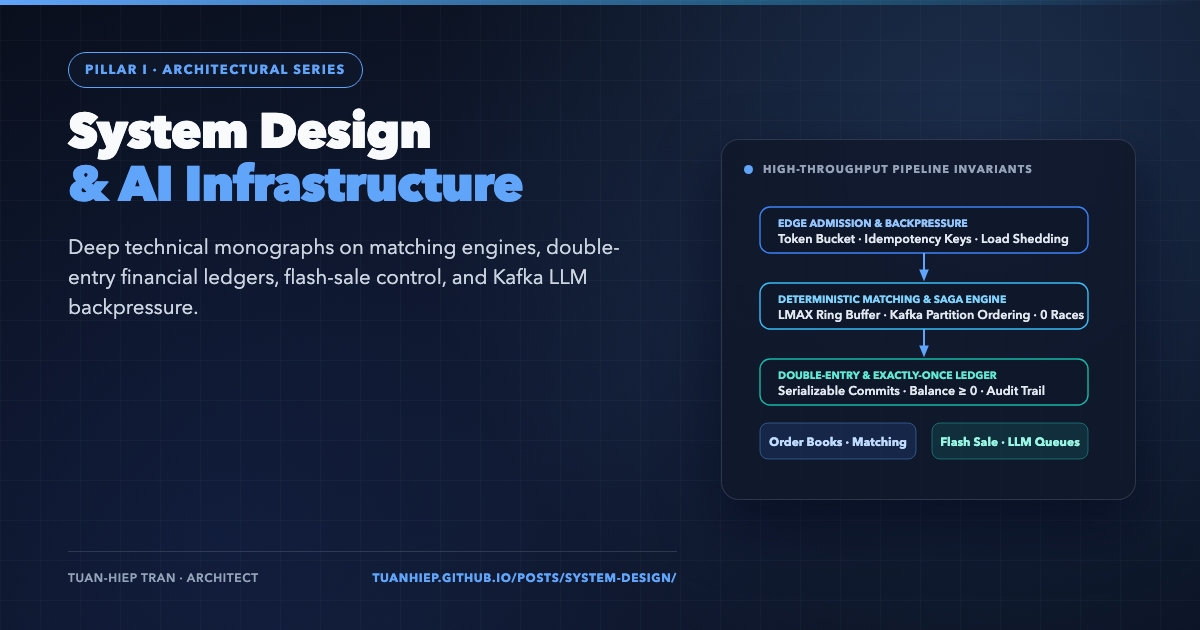 PILLAR I · ARCHITECTURAL SERIES
System Design
& AI Infrastructure
Deep technical monographs on matching engines, double-
entry financial ledgers, flash-sale control, and Kafka LLM
backpressure.
TUAN-HIEP TRAN · ARCHITECT
TUANHIEP.GITHUB.IO/POSTS/SYSTEM-DESIGN/
HIGH-THROUGHPUT PIPELINE INVARIANTS
EDGE ADMISSION & BACKPRESSURE
Token Bucket · Idempotency Keys · Load Shedding
DETERMINISTIC MATCHING & SAGA ENGINE
LMAX Ring Buffer · Kafka Partition Ordering · 0 Races
DOUBLE-ENTRY & EXACTLY-ONCE LEDGER
Serializable Commits · Balance ≥ 0 · Audit Trail
Order Books · Matching
Flash Sale · LLM Queues